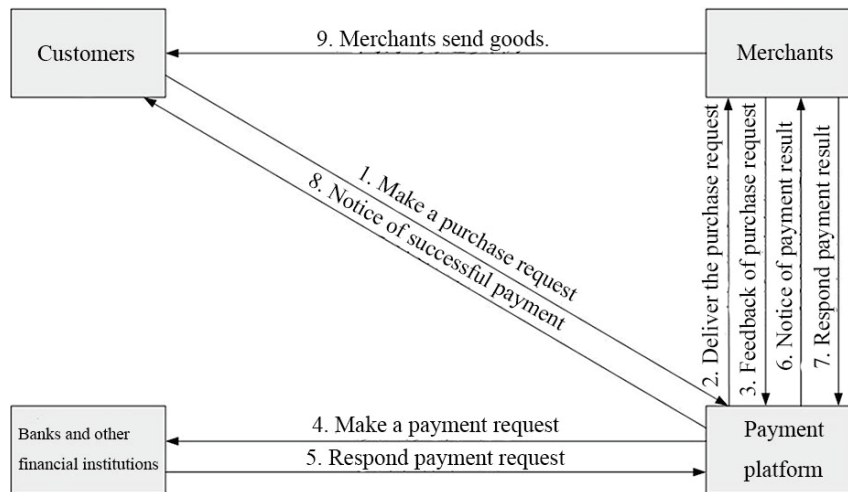 9. Merchants send goods.
Customers
Merchants
1. Make a purchase request
8. Notice of successful payment
2. Deliver the purchase request
3. Feedback of purchase request
6. Notice of payment result
7. Respond payment result
Banks and other
financial institutions
4. Make a payment request
5. Respond payment request
Payment
platform